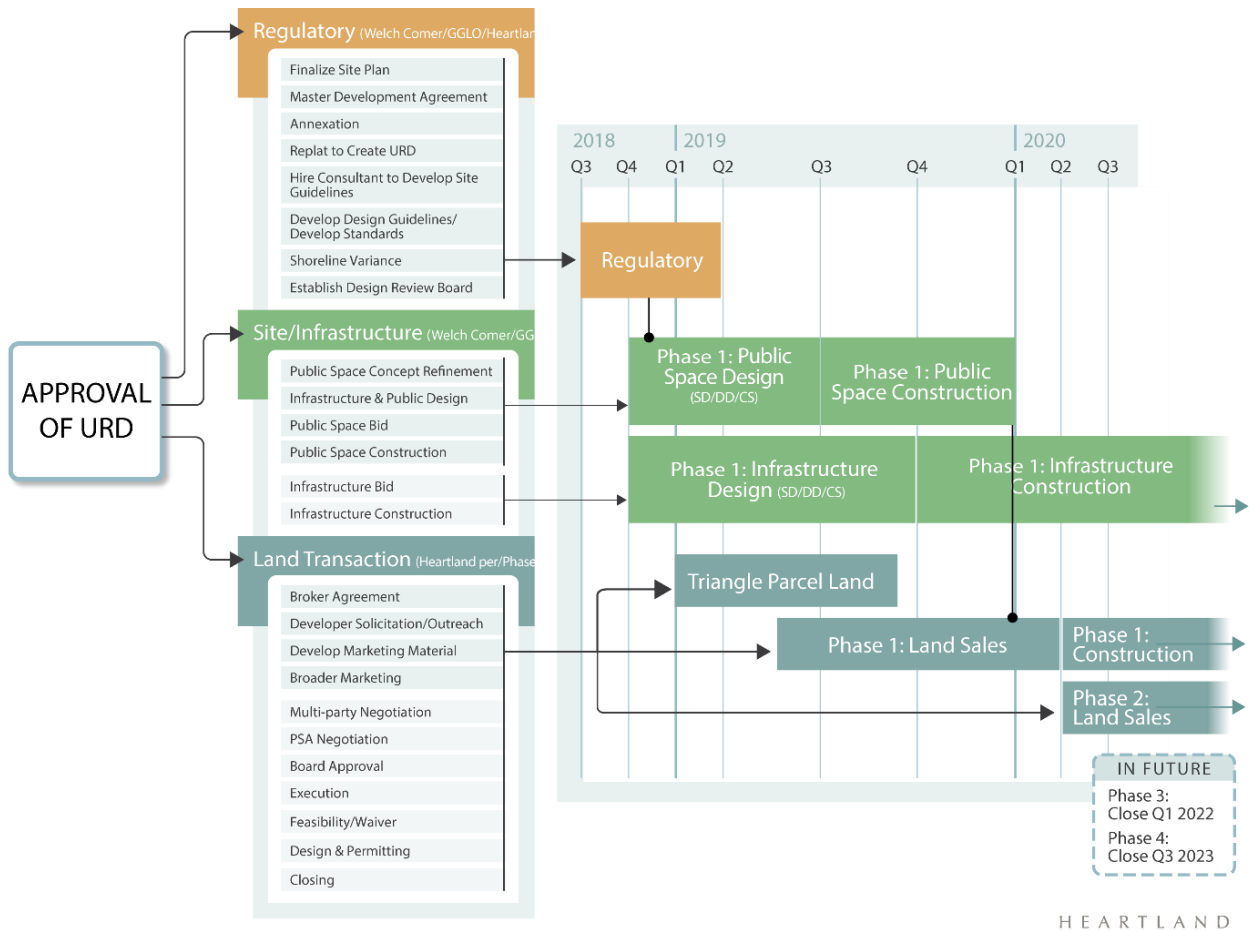 Regulatory (Welch Comer/GGLO/Heartlan
Finalize Site Plan
Master Development Agreement
Annexation
Replat to Create URD
Hire Consultant to Develop Site
Guidelines
Develop Design Guidelines/
Develop Standards
Shoreline Variance
Establish Design Review Board
Site/Infrastructure (Welch Comer/GG
Public Space Concept Refinement
Infrastructure & Public Design
Public Space Bid
Public Space Construction
Infrastructure Bid
Infrastructure Construction
APPROVAL
OF URD
Land Transaction (Heartland per/Phase
Broker Agreement
Developer Solicitation/Outreach
Develop Marketing Material
Broader Marketing
Multi-party Negotiation
PSA Negotiation
Board Approval
Execution
Feasibility/Waiver
Design & Permitting
Closing
2018 2019 2020
Q3 Q4 Q1 Q2 Q3 Q4 Q1 Q2 Q3
Regulatory
Phase 1: Public
Space Design
(SD/DD/CS)
Phase 1: Public
Space Construction
Phase 1: Infrastructure
Design (SD/DD/CS)
Phase 1: Infrastructure
Construction
Triangle Parcel Land
Phase 1: Land Sales
Phase 1:
Construction
Phase 2:
Land Sales
IN FUTURE
Phase 3:
Close Q1 2022
Phase 4:
Close Q3 2023
HEARTLAND